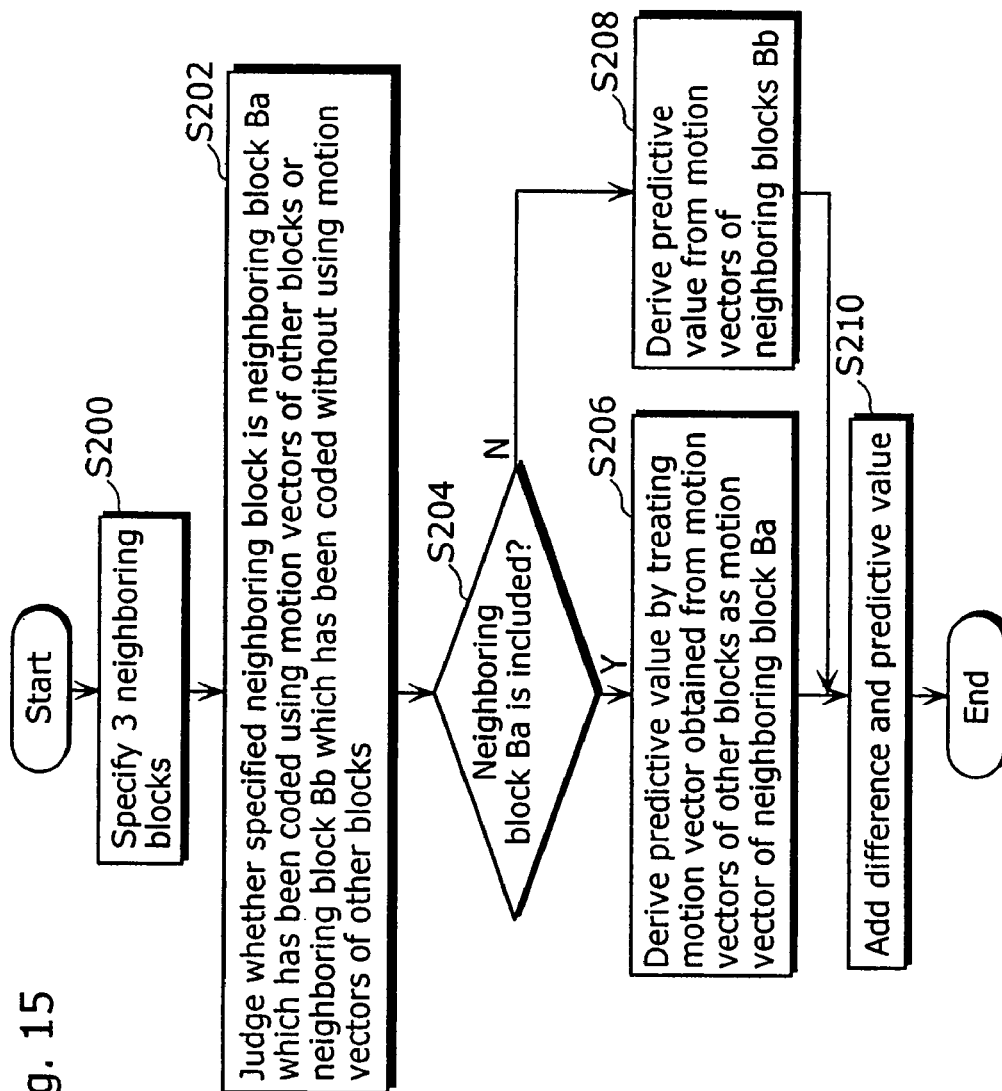 g. 15
Start
S200
Specify 3 neighboring
blocks
S202
Judge whether specified neighboring block is neighboring block Ba
which has been coded using motion vectors of other blocks or
neighboring block Bb which has been coded without using motion
vectors of other blocks
S204
Neighboring
block Ba is included?
N
Y
S206
Derive predictive value by treating
motion vector obtained from motion
vectors of other blocks as motion
vector of neighboring block Ba
S208
Derive predictive
value from motion
vectors of
neighboring blocks Bb
S210
Add difference and predictive value
End